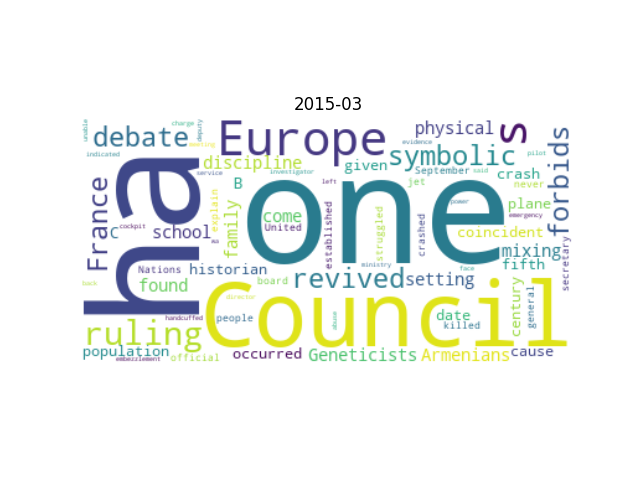 2015-03
unable
charge
deputy
debate
meeting
indicated
ha
Europe
discipline
service
investigator
physical
s
evidence
symbolic
given
September
said
pilot
crash
never
jet
plane
forbids
France
cockpit
school
explain
family
B
come
United
left
established
struggled
one
power
crashed
emergency
coincident
mixing
fifth
secretary
C
Nations
historian
found
back
board
ministry
revived
setting
face
director
Council
century
general
handcuffed
people
abuse
date
killed
ruling
population
embezzlement
official
occurred
Geneticists
Armenians
cause